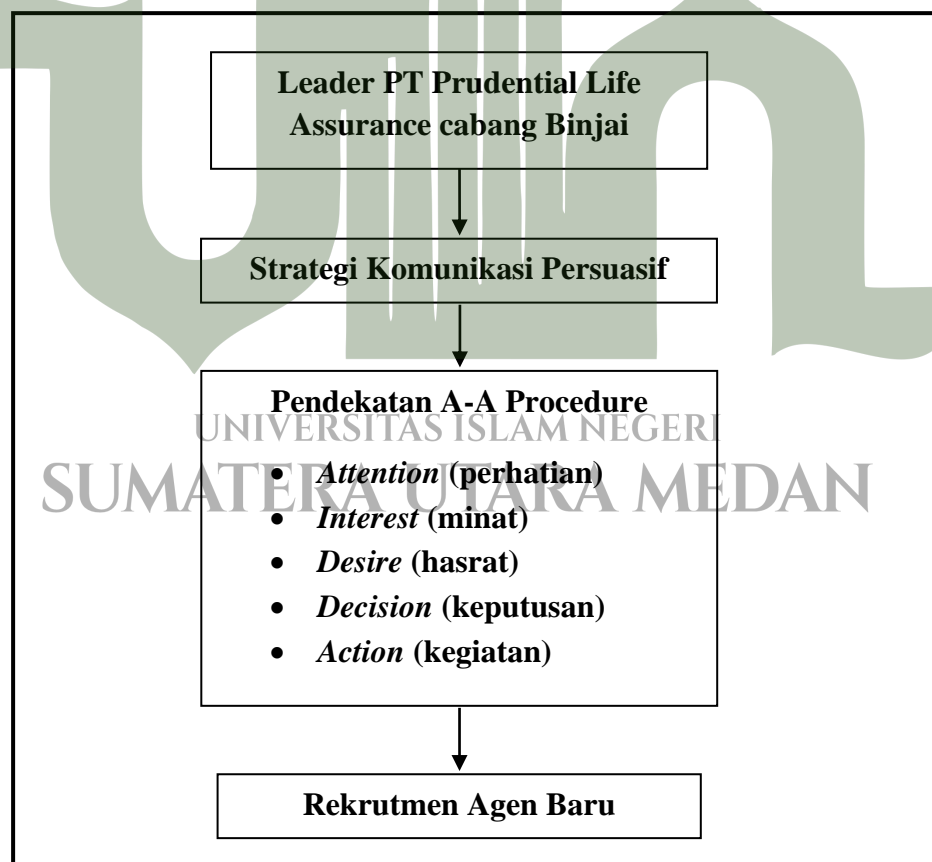 Leader PT Prudential Life
Assurance cabang Binjai
Strategi Komunikasi Persuasif
Pendekatan A-A Procedure
UNIVERSITAS ISLAM NEGERI
SUMATERA UTARA MEDAN
• Attention (perhatian)
• Interest (minat)
• Desire (hasrat)
• Decision (keputusan)
• Action (kegiatan)
Rekrutmen Agen Baru